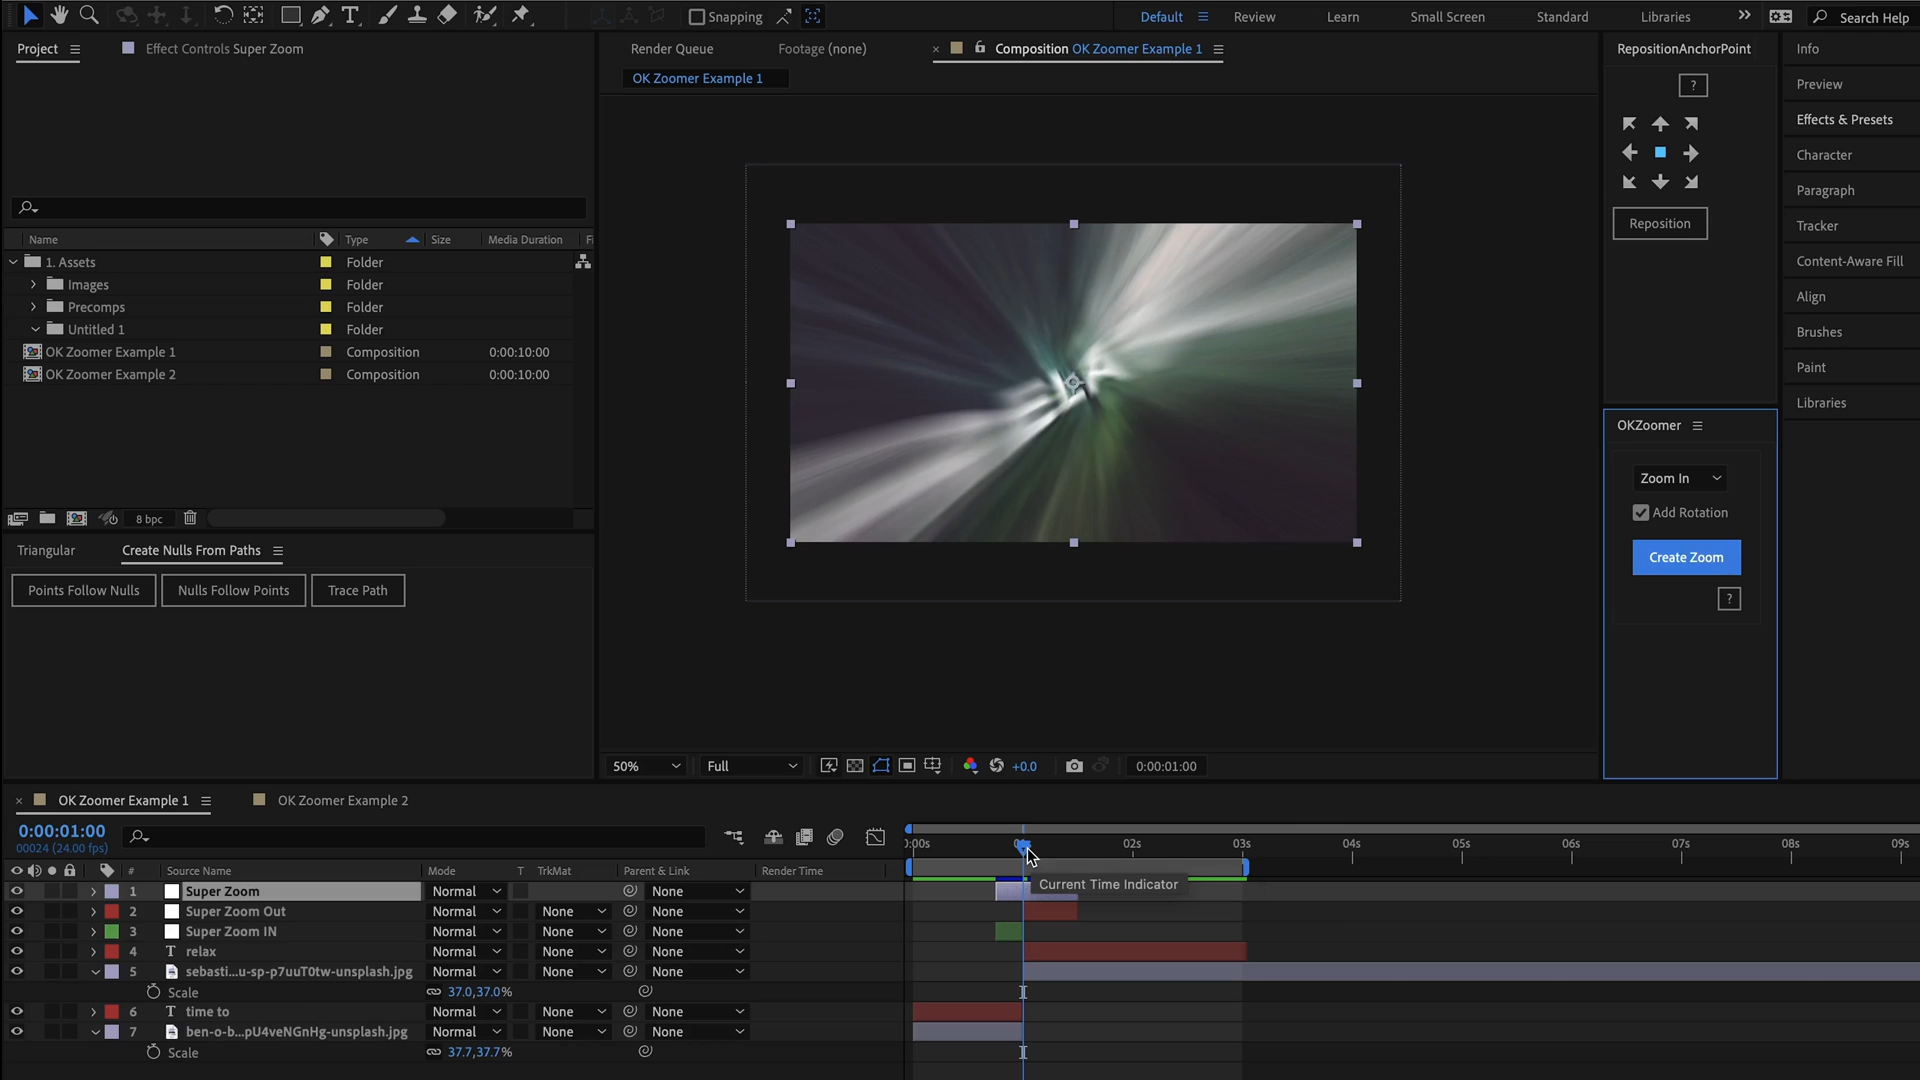 Snapping
Default
Review
Learn
Small Screen
Standard
Libraries
Search Help
Project
Effect Controls Super Zoom
Render Queue
Footage (none)
Composition OK Zoomer Example 1
OK Zoomer Example 1
RepositionAnchorPoint
?
Reposition
Info
Preview
Effects & Presets
Character
Paragraph
Tracker
Content-Aware Fill
Align
Brushes
Paint
Libraries
Name Type Size Media Duration
1. Assets Folder
Images Folder
Precomps Folder
Untitled 1 Folder
OK Zoomer Example 1 Composition 0:00:10:00
OK Zoomer Example 2 Composition 0:00:10:00
8 bpc
Triangular
Create Nulls From Paths
Points Follow Nulls
Nulls Follow Points
Trace Path
OKZoomer
Zoom In
Add Rotation
Create Zoom
?
50%
Full
+0.0
0:00:01:00
OK Zoomer Example 1
OK Zoomer Example 2
0:00:01:00
00024 (24.00 fps)
:00s 02s 03s 04s 05s 06s 07s 08s 09s
# Source Name Mode T TrkMat Parent & Link Render Time
Current Time Indicator
1 Super Zoom Normal None
2 Super Zoom Out Normal None None
3 Super Zoom IN Normal None None
4 T relax Normal None None
5 sebasti...u-sp-p7uuT0tw-unsplash.jpg Normal None None
Scale 37.0,37.0%
6 T time to Normal None None
7 ben-o-b...pU4veNGnHg-unsplash.jpg Normal None None
Scale 37.7,37.7%